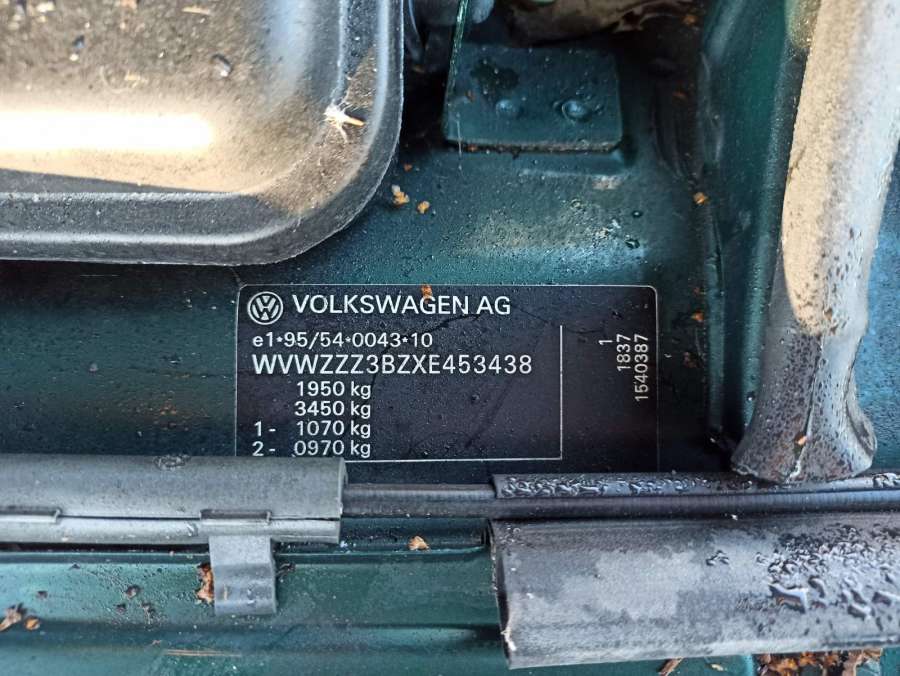 VOLKSWAGEN AG
e1*95/54*0043*10
WVWZZZ3BZXE453438
1950 kg
3450 kg
1- 1070 kg
2- 0970 kg
1
1837
1540387